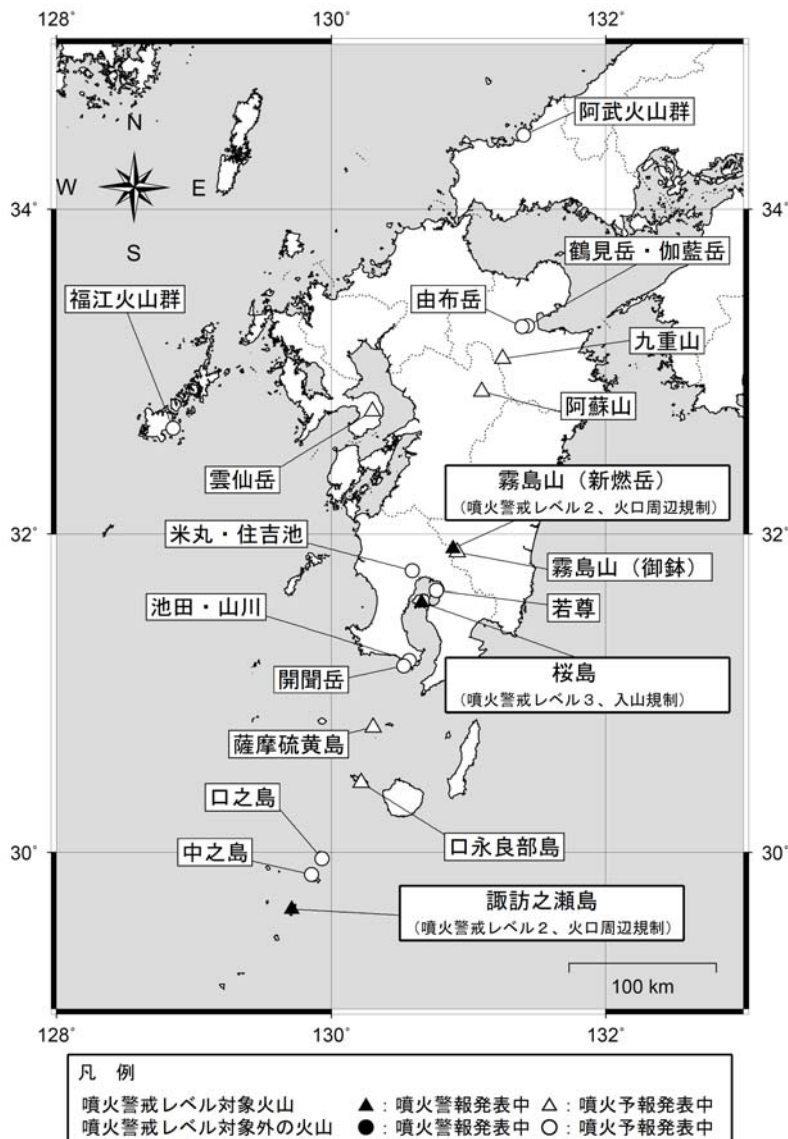 128° 130° 132°
阿武火山群
N
W E
S
34° 34°
鶴見岳・伽藍岳
福江火山群
由布岳
九重山
阿蘇山
雲仙岳
霧島山(新燃岳)
(噴火警戒レベル2、火口周辺規制)
米丸・住吉池
32° 32°
霧島山(御鉢)
池田・山川
若尊
開聞岳
桜島
(噴火警戒レベル3、入山規制)
薩摩硫黄島
口之島
口永良部島
中之島
30° 30°
諏訪之瀬島
(噴火警戒レベル2、火口周辺規制)
100 km
128° 130° 132°
凡 例
噴火警戒レベル対象火山 ▲:噴火警報発表中 △:噴火予報発表中
噴火警戒レベル対象外の火山 ●:噴火警報発表中 ○:噴火予報発表中